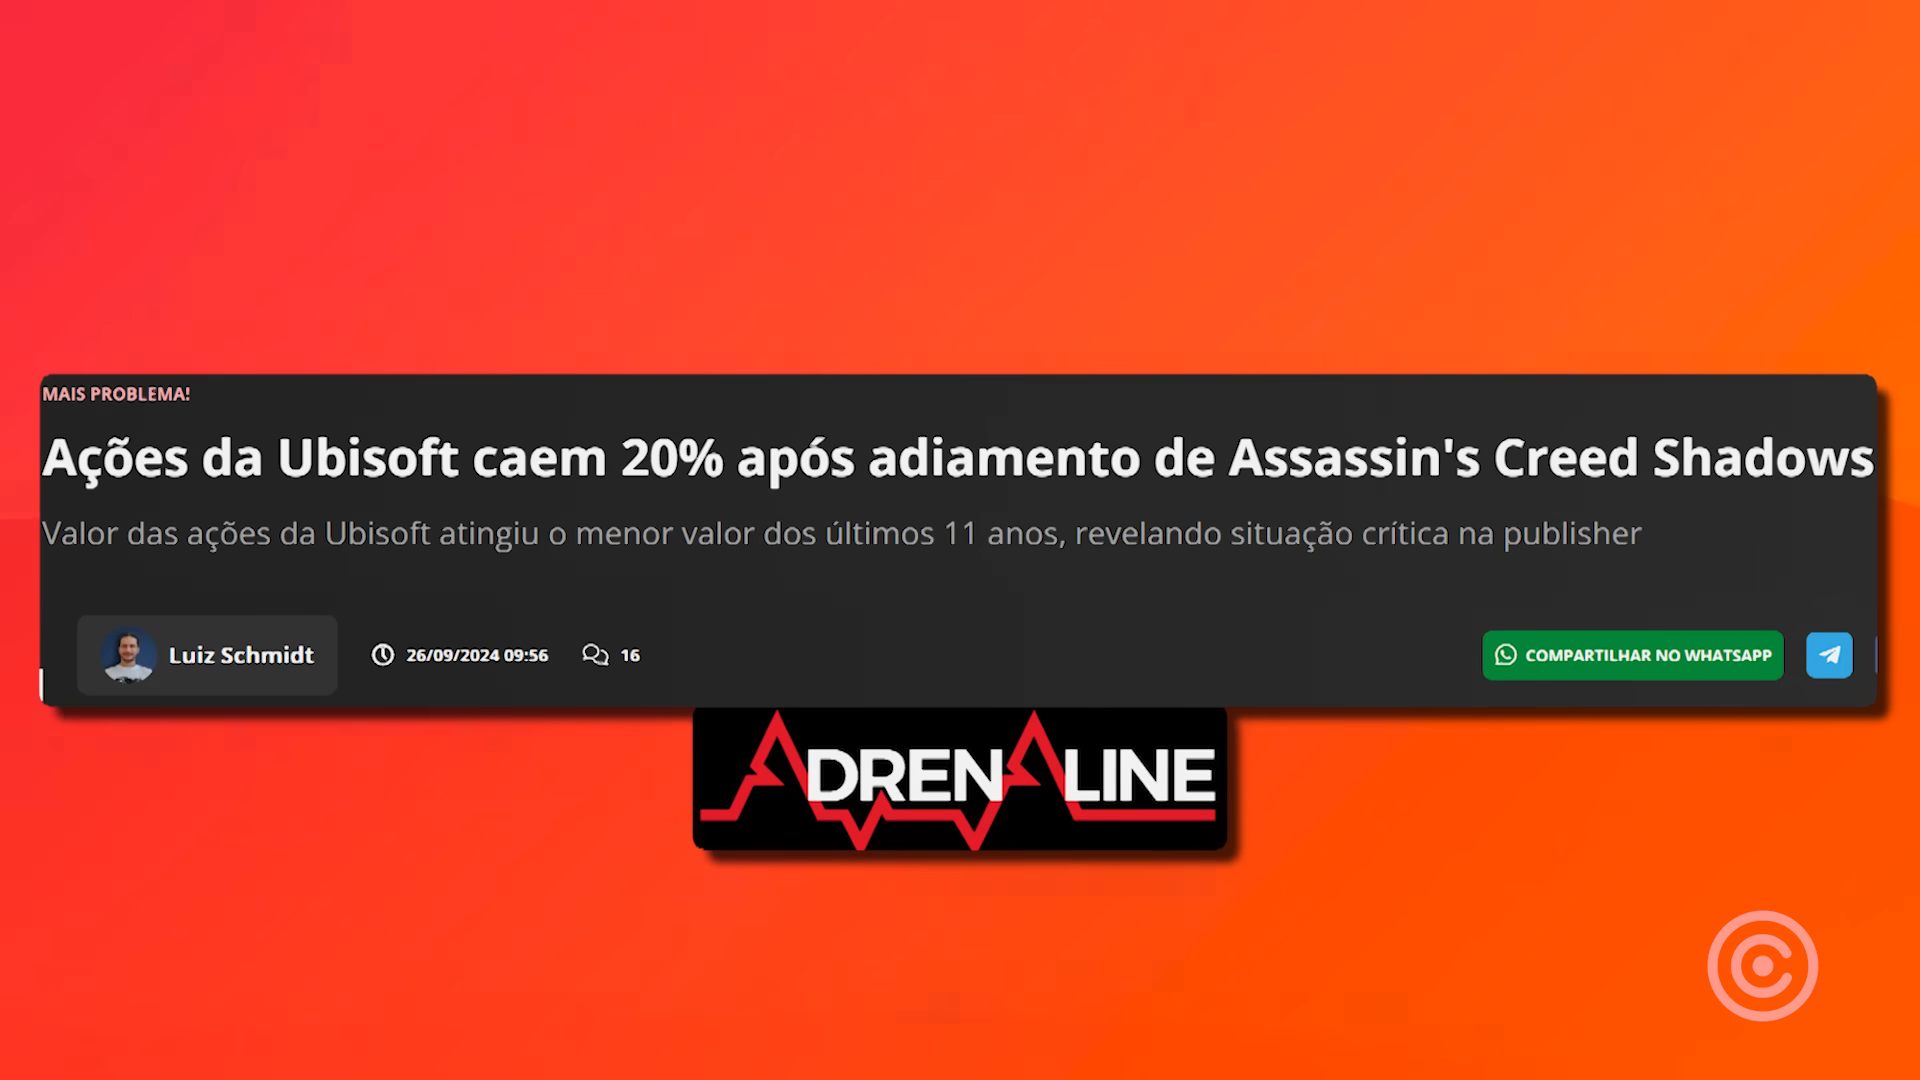 MAIS PROBLEMA!
Ações da Ubisoft caem 20% após adiamento de Assassin's Creed Shadows
Valor das ações da Ubisoft atingiu o menor valor dos últimos 11 anos, revelando situação crítica na publisher
Luiz Schmidt 26/09/2024 09:56 16 COMPARTILHAR NO WHATSAPP
ADRENALINE